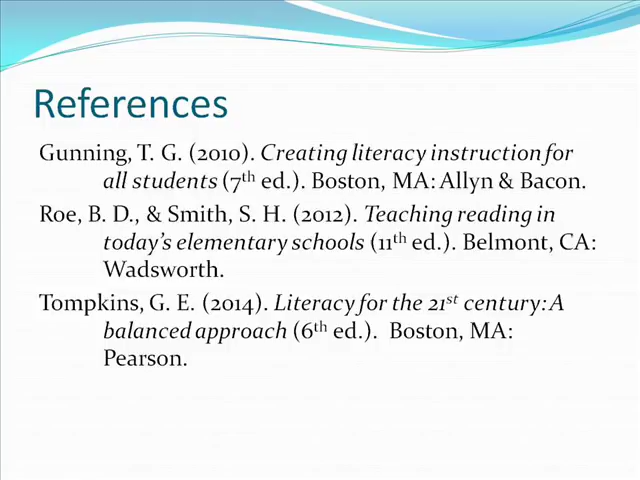 References
Gunning, T. G. (2010). Creating literacy instruction for
all students (7th ed.). Boston, MA: Allyn & Bacon.
Roe, B. D., & Smith, S. H. (2012). Teaching reading in
today's elementary schools (11th ed.). Belmont, CA:
Wadsworth.
Tompkins, G. E. (2014). Literacy for the 21st century: A
balanced approach (6th ed.). Boston, MA:
Pearson.